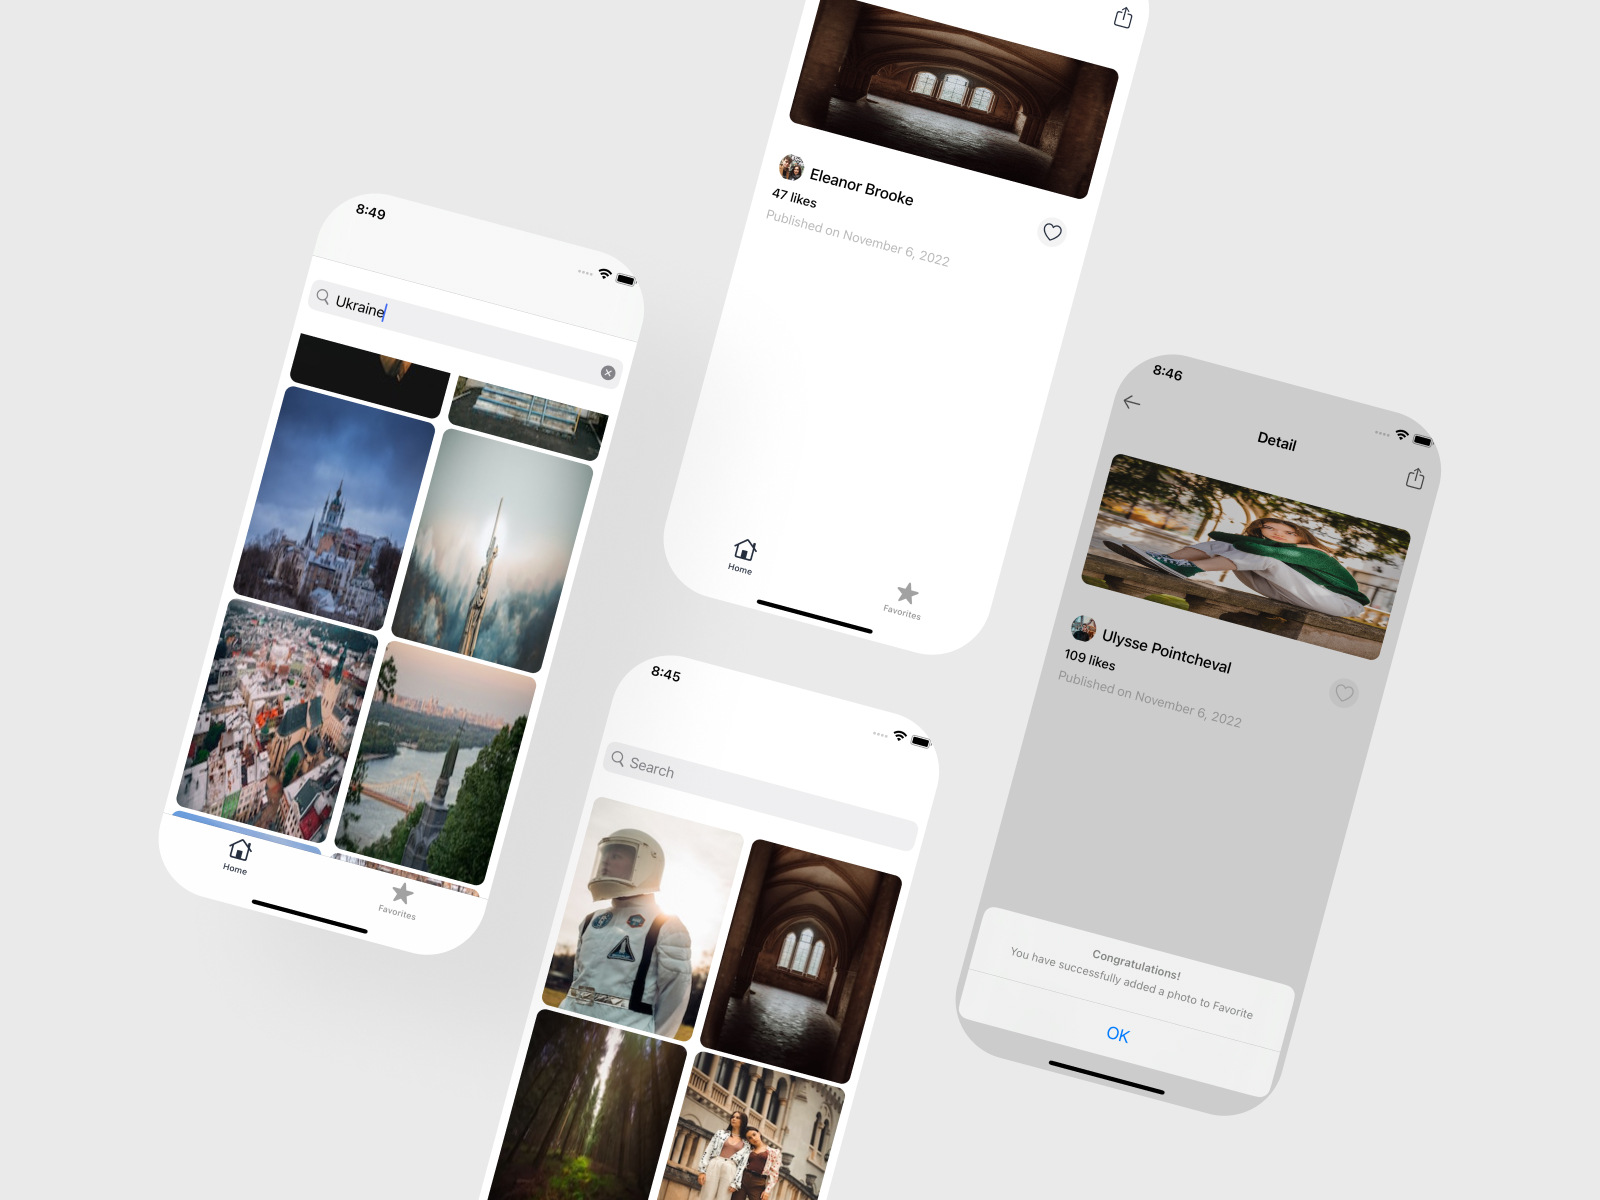 8:49
Ukraine
Home
Favorites
Eleanor Brooke
47 likes
Published on November 6, 2022
Home
Favorites
8:45
Search
8:46
Detail
Ulysse Pointcheval
109 likes
Published on November 6, 2022
Congratulations!
You have successfully added a photo to Favorite
OK